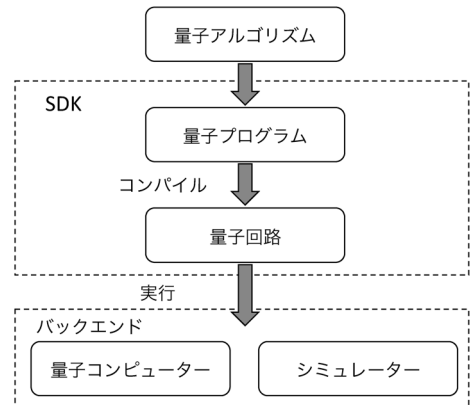 量子アルゴリズム
SDK
量子プログラム
コンパイル
量子回路
実行
バックエンド
量子コンピューター
シミュレーター